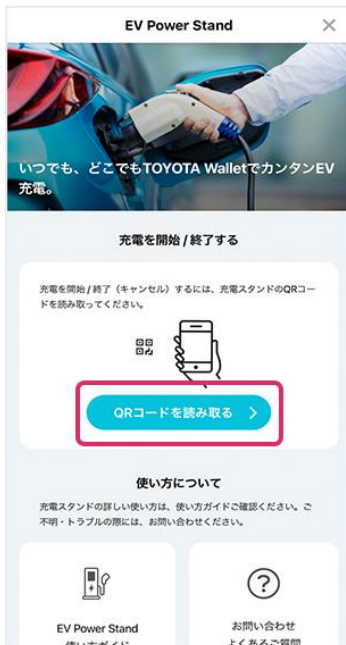 EV Power Stand
いつでも、どこでもTOYOTA WalletでカンタンEV
充電。
充電を開始 / 終了する
充電を開始 / 終了（キャンセル）するには、充電スタンドのQRコー
ドを読み取ってください。
QRコードを読み取る
使い方について
充電スタンドの詳しい使い方は、使い方ガイドご確認ください。ご
不明・トラブルの際には、お問い合わせください。
EV Power Stand
使い方ガイド
お問い合わせ
よくあるご質問